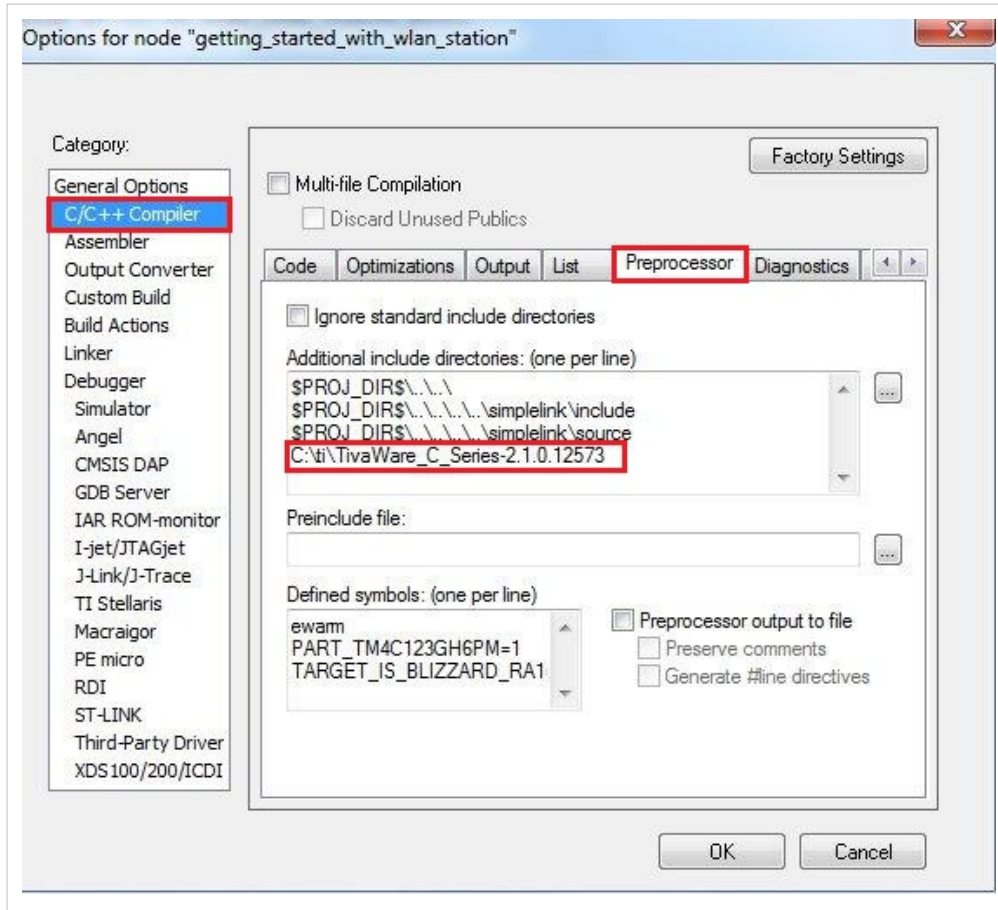 Options for node "getting_started_with_wlan_station"
X
Category:
General Options
C/C++ Compiler
Assembler
Output Converter
Custom Build
Build Actions
Linker
Debugger
Simulator
Angel
CMSIS DAP
GDB Server
IAR ROM-monitor
I-jet/JTAGjet
J-Link/J-Trace
TI Stellaris
Macraigor
PE micro
RDI
ST-LINK
Third-Party Driver
XDS100/200/ICDI
Factory Settings
Multi-file Compilation
Discard Unused Publics
Code Optimizations Output List Preprocessor Diagnostics
Ignore standard include directories
Additional include directories: (one per line)
$PROJ_DIR$\..\..\
$PROJ_DIR$\..\..\..\..\simplelink\include
$PROJ_DIR$\..\..\..\..\simplelink\source
C:\ti\TivaWare_C_Series-2.1.0.12573
...
Preinclude file:
...
Defined symbols: (one per line)
ewarm
PART_TM4C123GH6PM=1
TARGET_IS_BLIZZARD_RA1
Preprocessor output to file
Preserve comments
Generate #line directives
OK Cancel